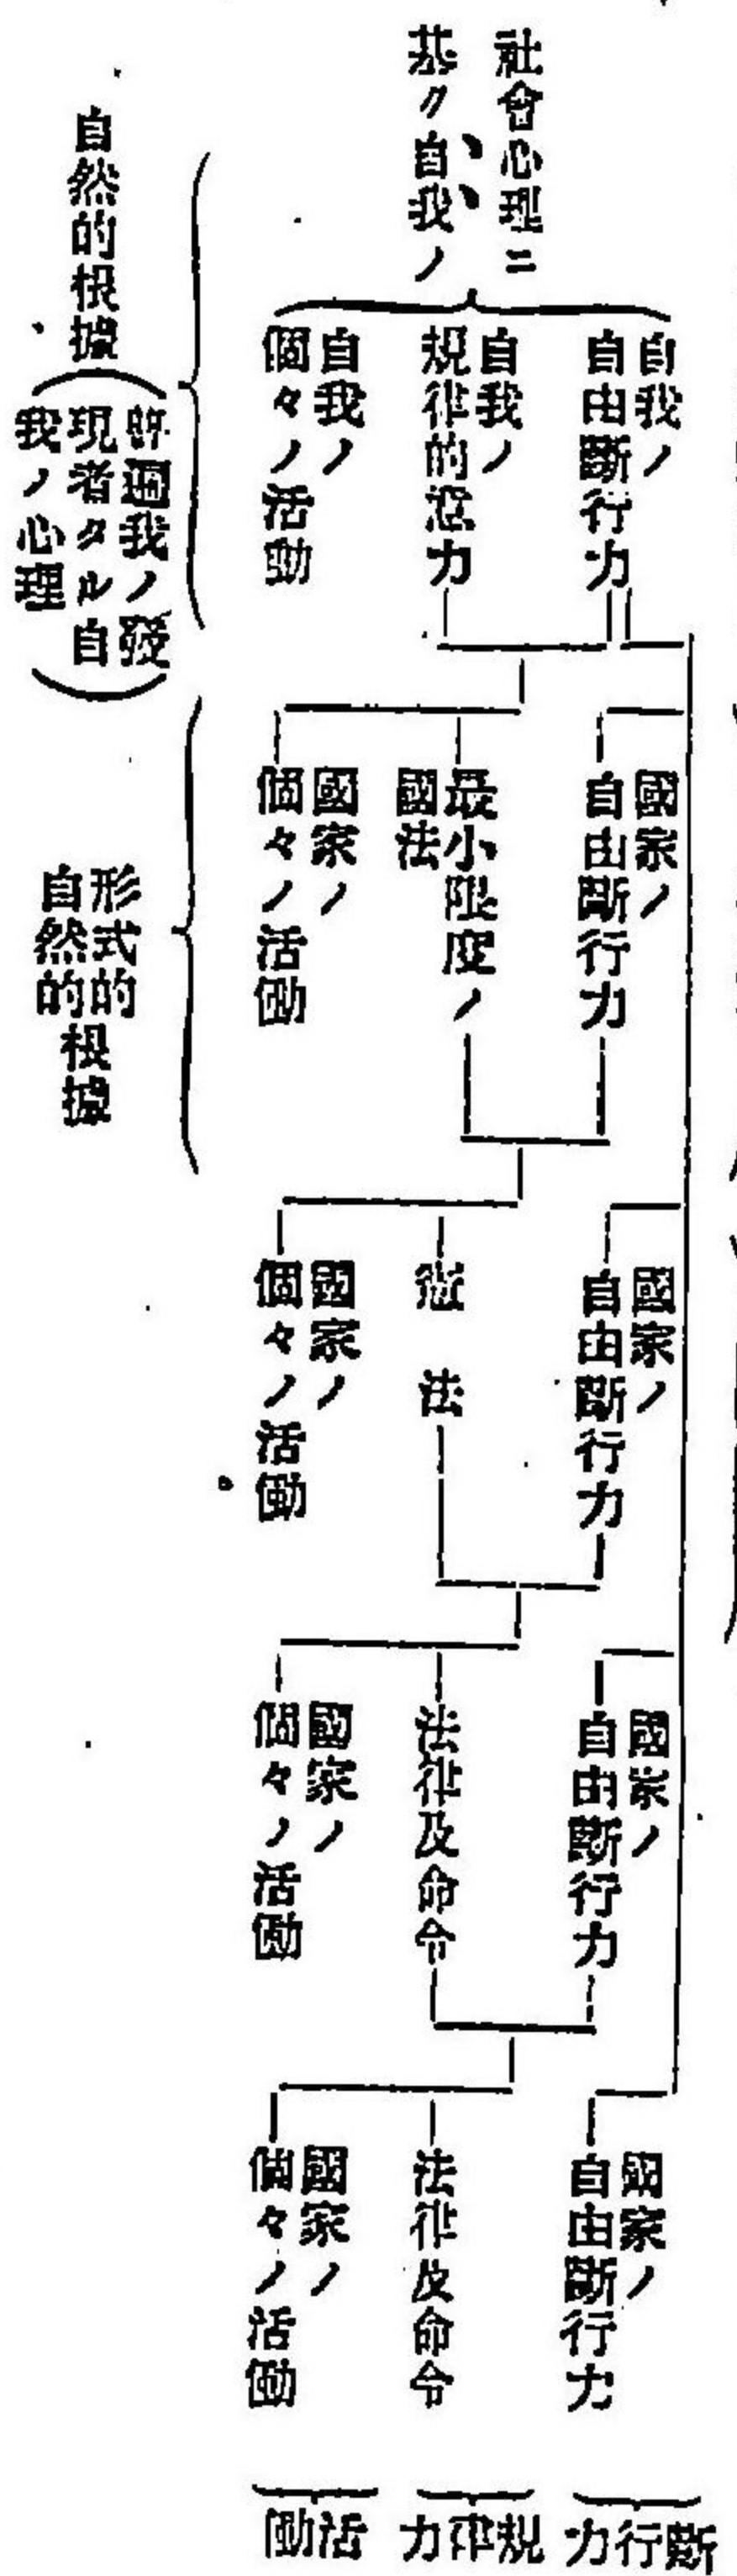 社會心理ニ
基ク自我ノ
自我ノ
自由斷行力
自我ノ
規律的意力
自我ノ
個々ノ活動
自然的根據
普遍我ノ發
現者タル自
我ノ心理
國家ノ
自由斷行力
最小限度ノ
國法
國家ノ
個々ノ活働
形式的
自然的根據
國家ノ
自由斷行力
憲法
國家ノ
個々ノ活働
國家ノ
自由斷行力
法律及命令
國家ノ
個々ノ活働
國家ノ
自由斷行力
法律及命令
國家ノ
個々ノ活働
斷行力
規律力
活働